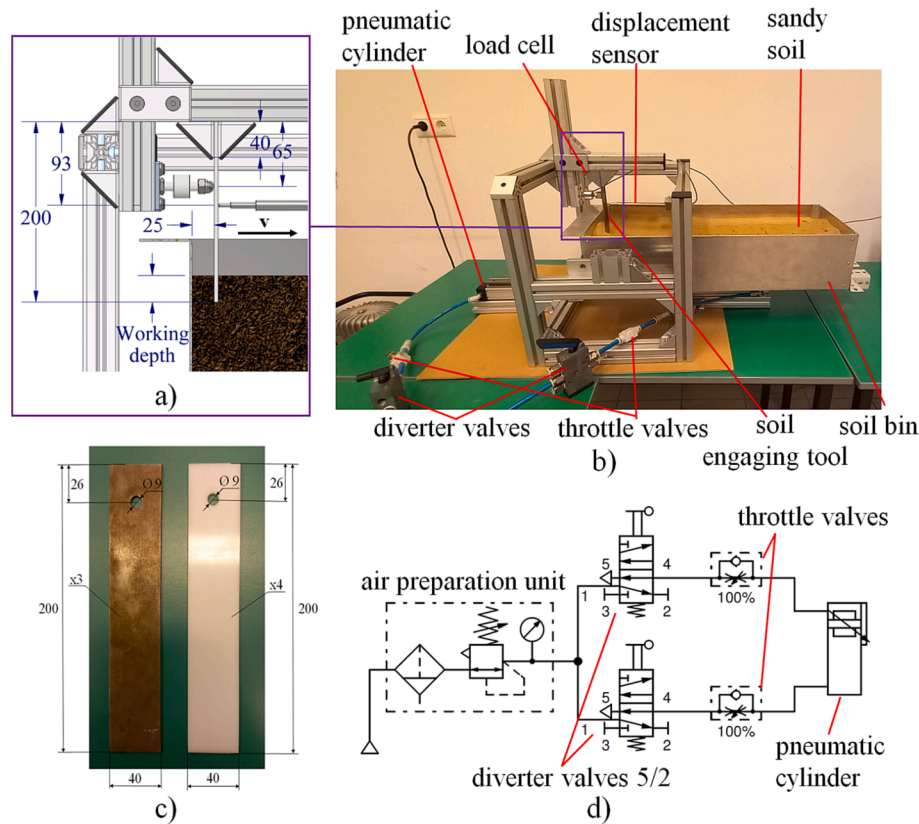 pneumatic
cylinder
load cell
displacement
sensor
sandy
soil
93
200
40
65
25
v
Working
depth
a)
diverter valves
throttle valves
soil
engaging tool
soil bin
b)
26
Ø 9
Ø 9
26
x3
x4
200
200
40
40
c)
air preparation unit
throttle valves
5
4
1
3
2
100%
5
4
1
3
2
100%
diverter valves 5/2
pneumatic
cylinder
d)